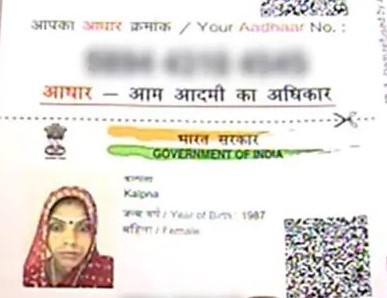 आपका आधार क्रमांक / Your Aadhaar No. :
आधार – आम आदमी का अधिकार
भारत सरकार
GOVERNMENT OF INDIA
कल्पना
Kalpna
जन्म वर्ष / Year of Birth : 1987
महिला / Female